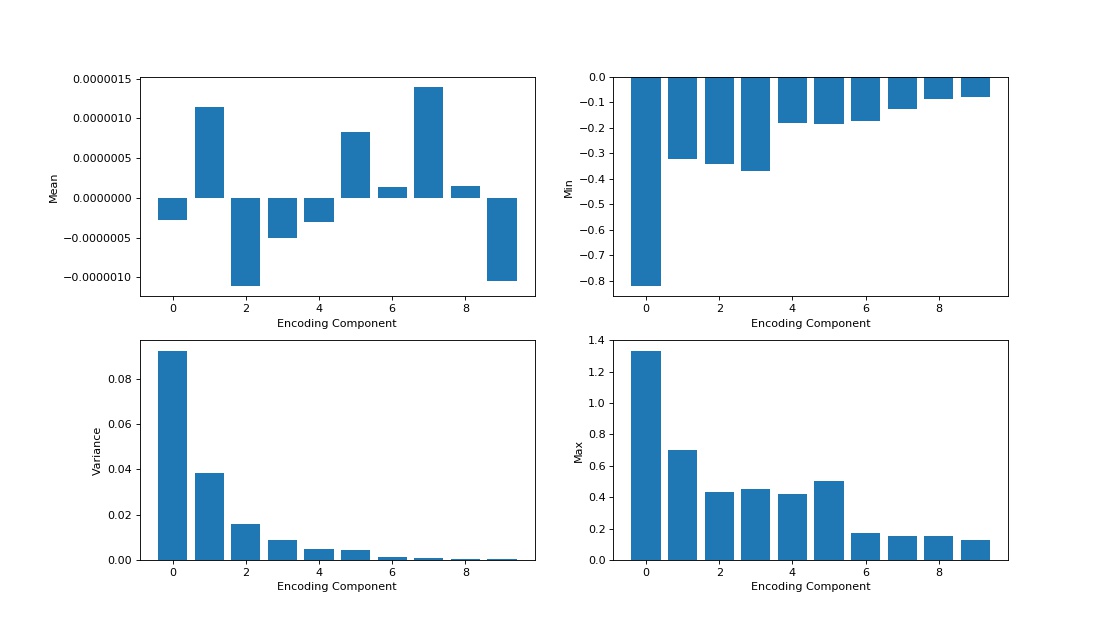 0.0000015
0.0000010
0.0000005
0.0000000
−0.0000005
−0.0000010
Mean
0 2 4 6 8
Encoding Component
0.0
−0.1
−0.2
−0.3
−0.4
−0.5
−0.6
−0.7
−0.8
Min
0 2 4 6 8
Encoding Component
0.08
0.06
0.04
0.02
0.00
Variance
0 2 4 6 8
Encoding Component
1.4
1.2
1.0
0.8
0.6
0.4
0.2
0.0
Max
0 2 4 6 8
Encoding Component